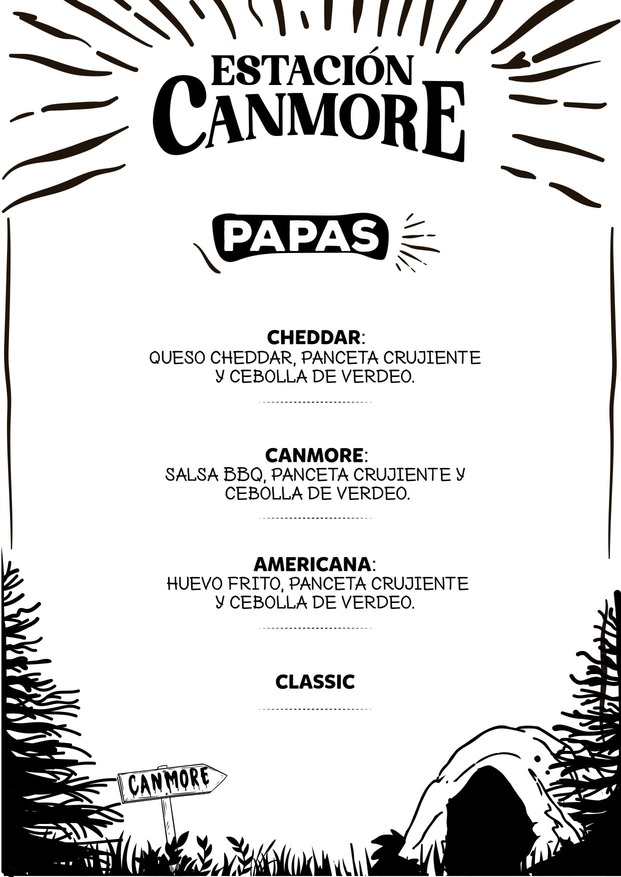 ESTACIÓN
CANMORE
PAPAS
CHEDDAR:
QUESO CHEDDAR, PANCETA CRUJIENTE
Y CEBOLLA DE VERDEO.
CANMORE:
SALSA BBQ, PANCETA CRUJIENTE Y
CEBOLLA DE VERDEO.
AMERICANA:
HUEVO FRITO, PANCETA CRUJIENTE
Y CEBOLLA DE VERDEO.
CLASSIC
CANMORE